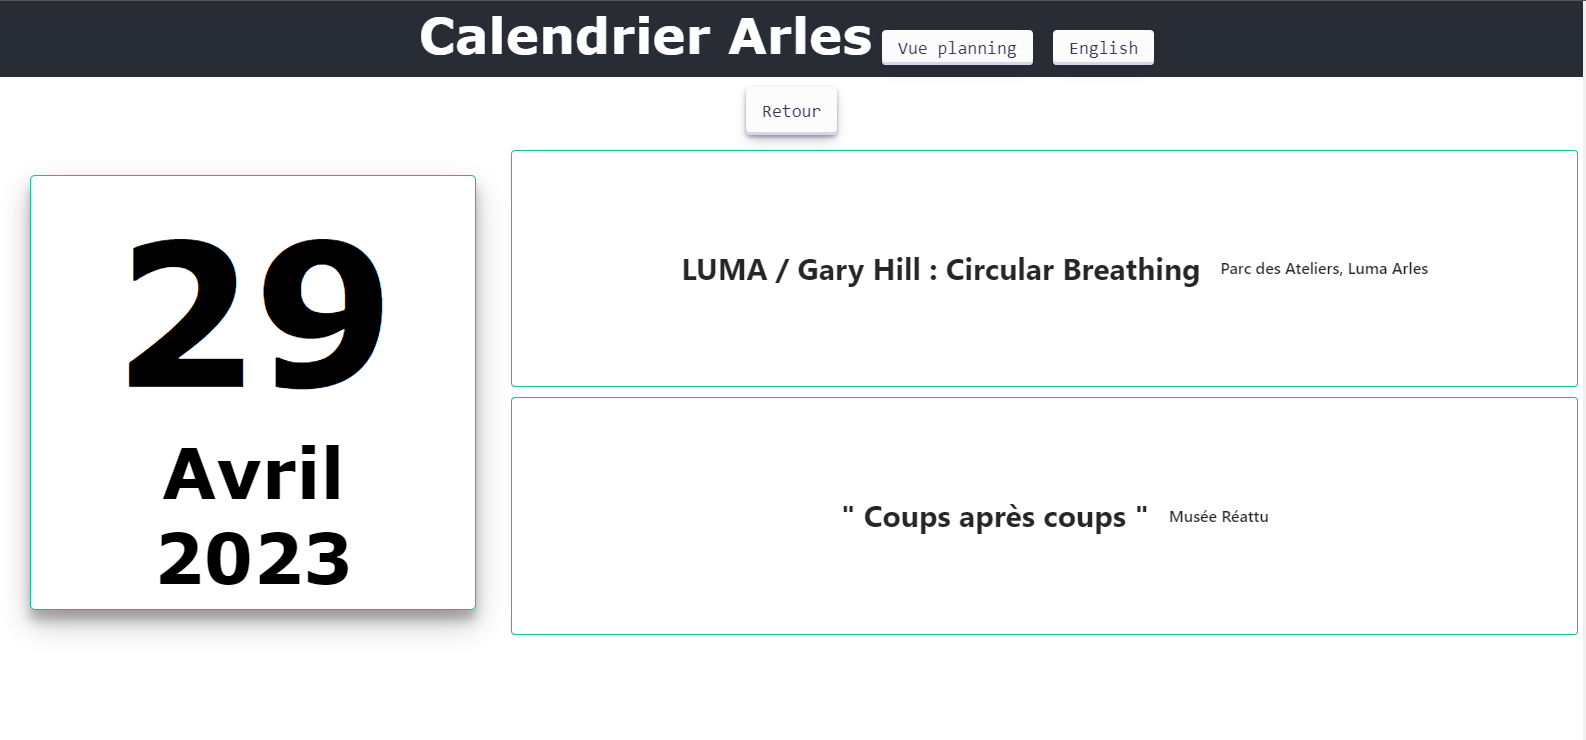 Calendrier Arles Vue planning English
Retour
29
Avril
2023
LUMA / Gary Hill : Circular Breathing Parc des Ateliers, Luma Arles
" Coups après coups " Musée Réattu